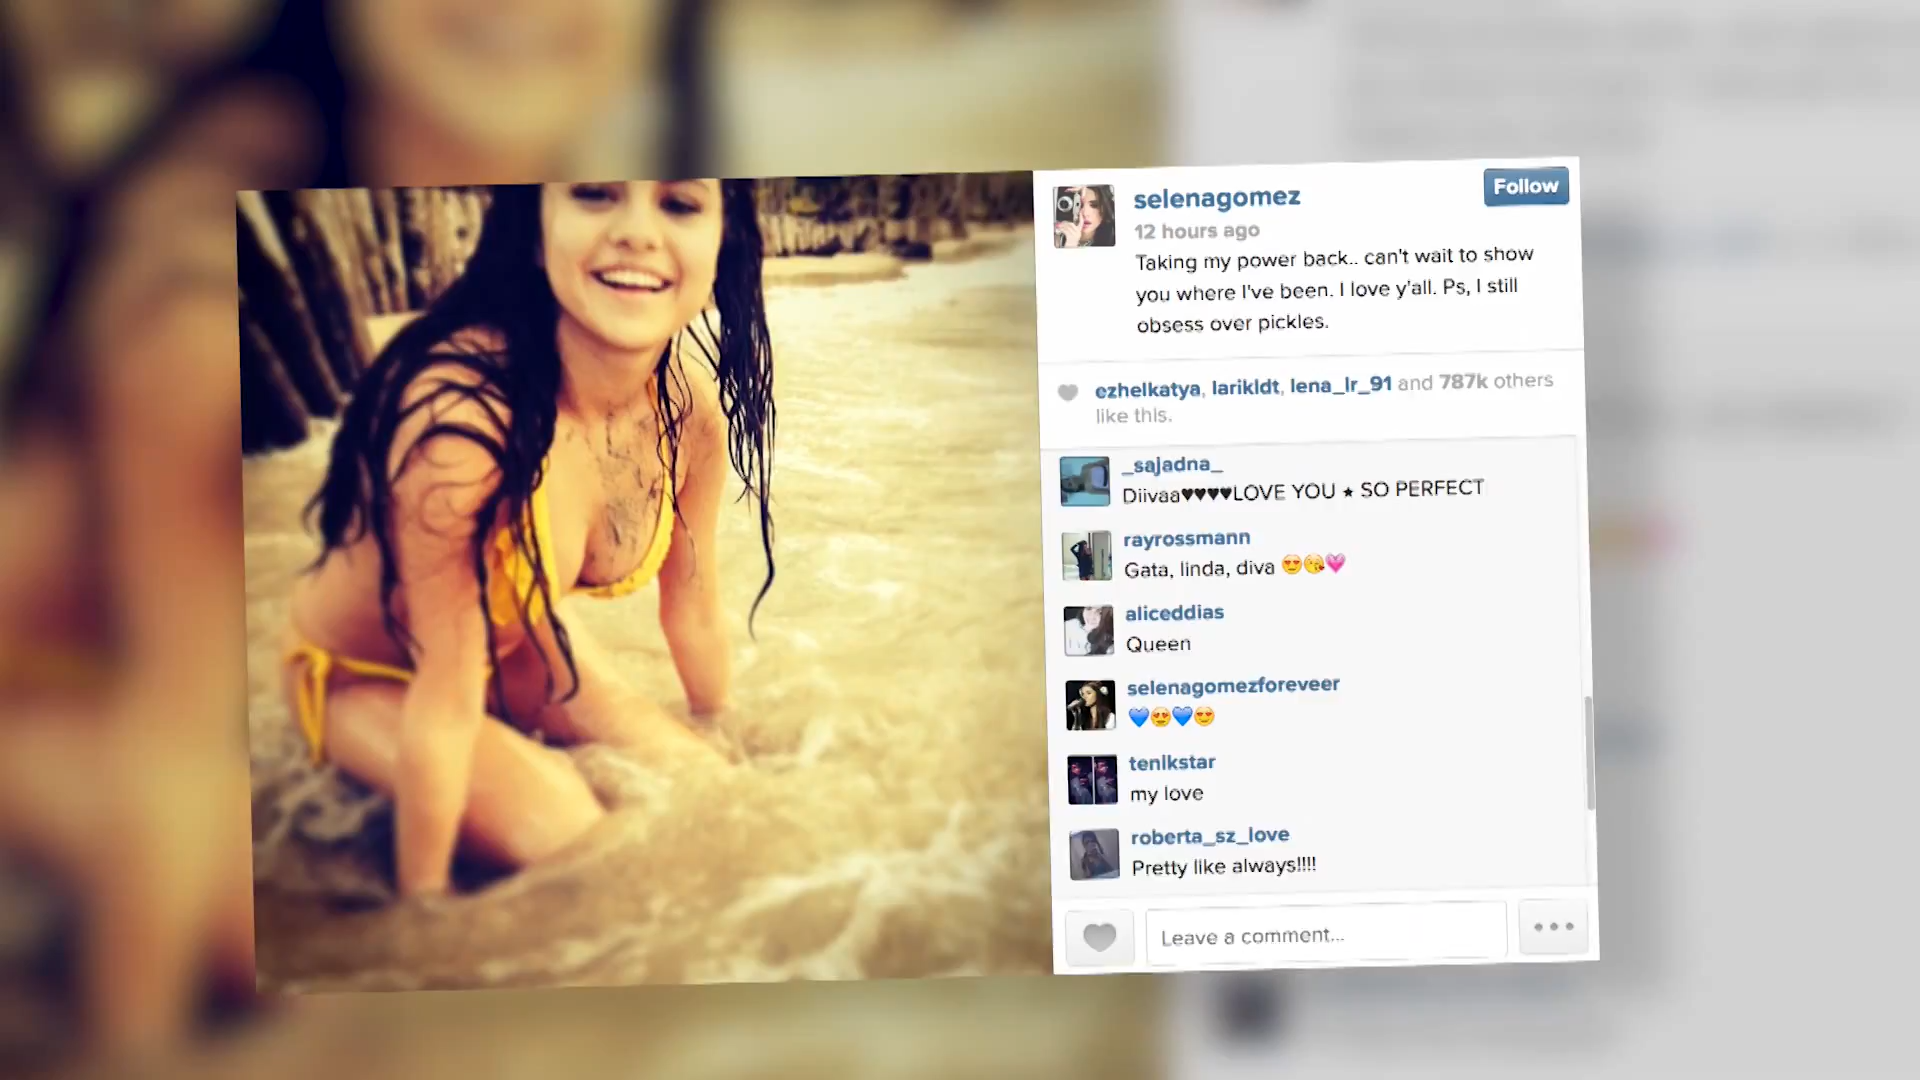 selenagomez
Follow
12 hours ago
Taking my power back.. can't wait to show
you where I've been. I love y'all. Ps, I still
obsess over pickles.
ezhelkatya, larikldt, lena_lr_91 and 787k others
like this.
_sajadna_
Diivaa♥♥♥♥LOVE YOU ★ SO PERFECT
rayrossmann
Gata, linda, diva 😍😘💗
aliceddias
Queen
selenagomezforeveer
💙😍💙😍
tenikstar
my love
roberta_sz_love
Pretty like always!!!!
Leave a comment...